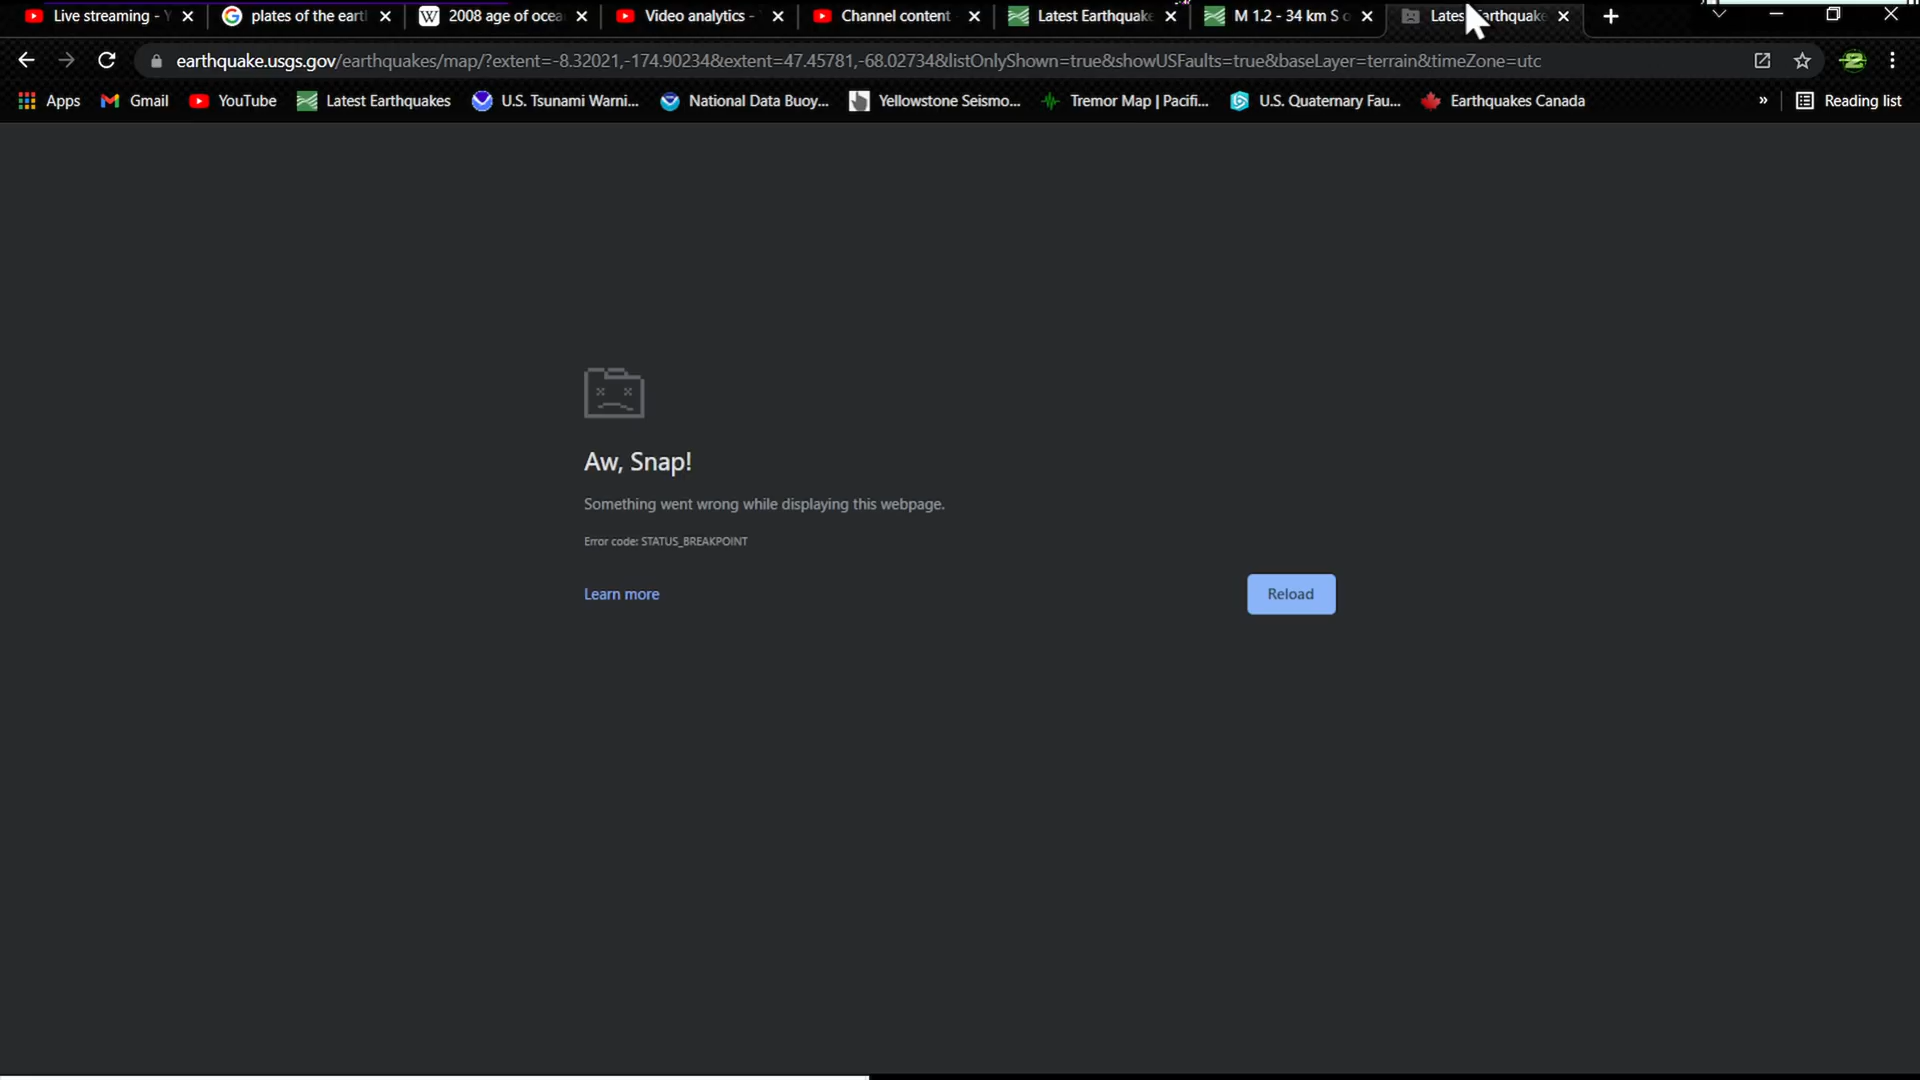 Live streaming - Y
plates of the eart
2008 age of ocea
Video analytics -
Channel content
Latest Earthquake
M 1.2 - 34 km S o
earthquake.usgs.gov/earthquakes/map/?extent=-8.32021,-174.90234&extent=47.45781,-68.02734&listOnlyShown=true&showUSFaults=true&baseLayer=terrain&timeZone=utc
Apps
Gmail
YouTube
Latest Earthquakes
U.S. Tsunami Warni...
National Data Buoy...
Yellowstone Seismo...
Tremor Map | Pacifi...
U.S. Quaternary Fau...
Earthquakes Canada
»
Reading list
Aw, Snap!
Something went wrong while displaying this webpage.
Error code: STATUS_BREAKPOINT
Learn more
Reload